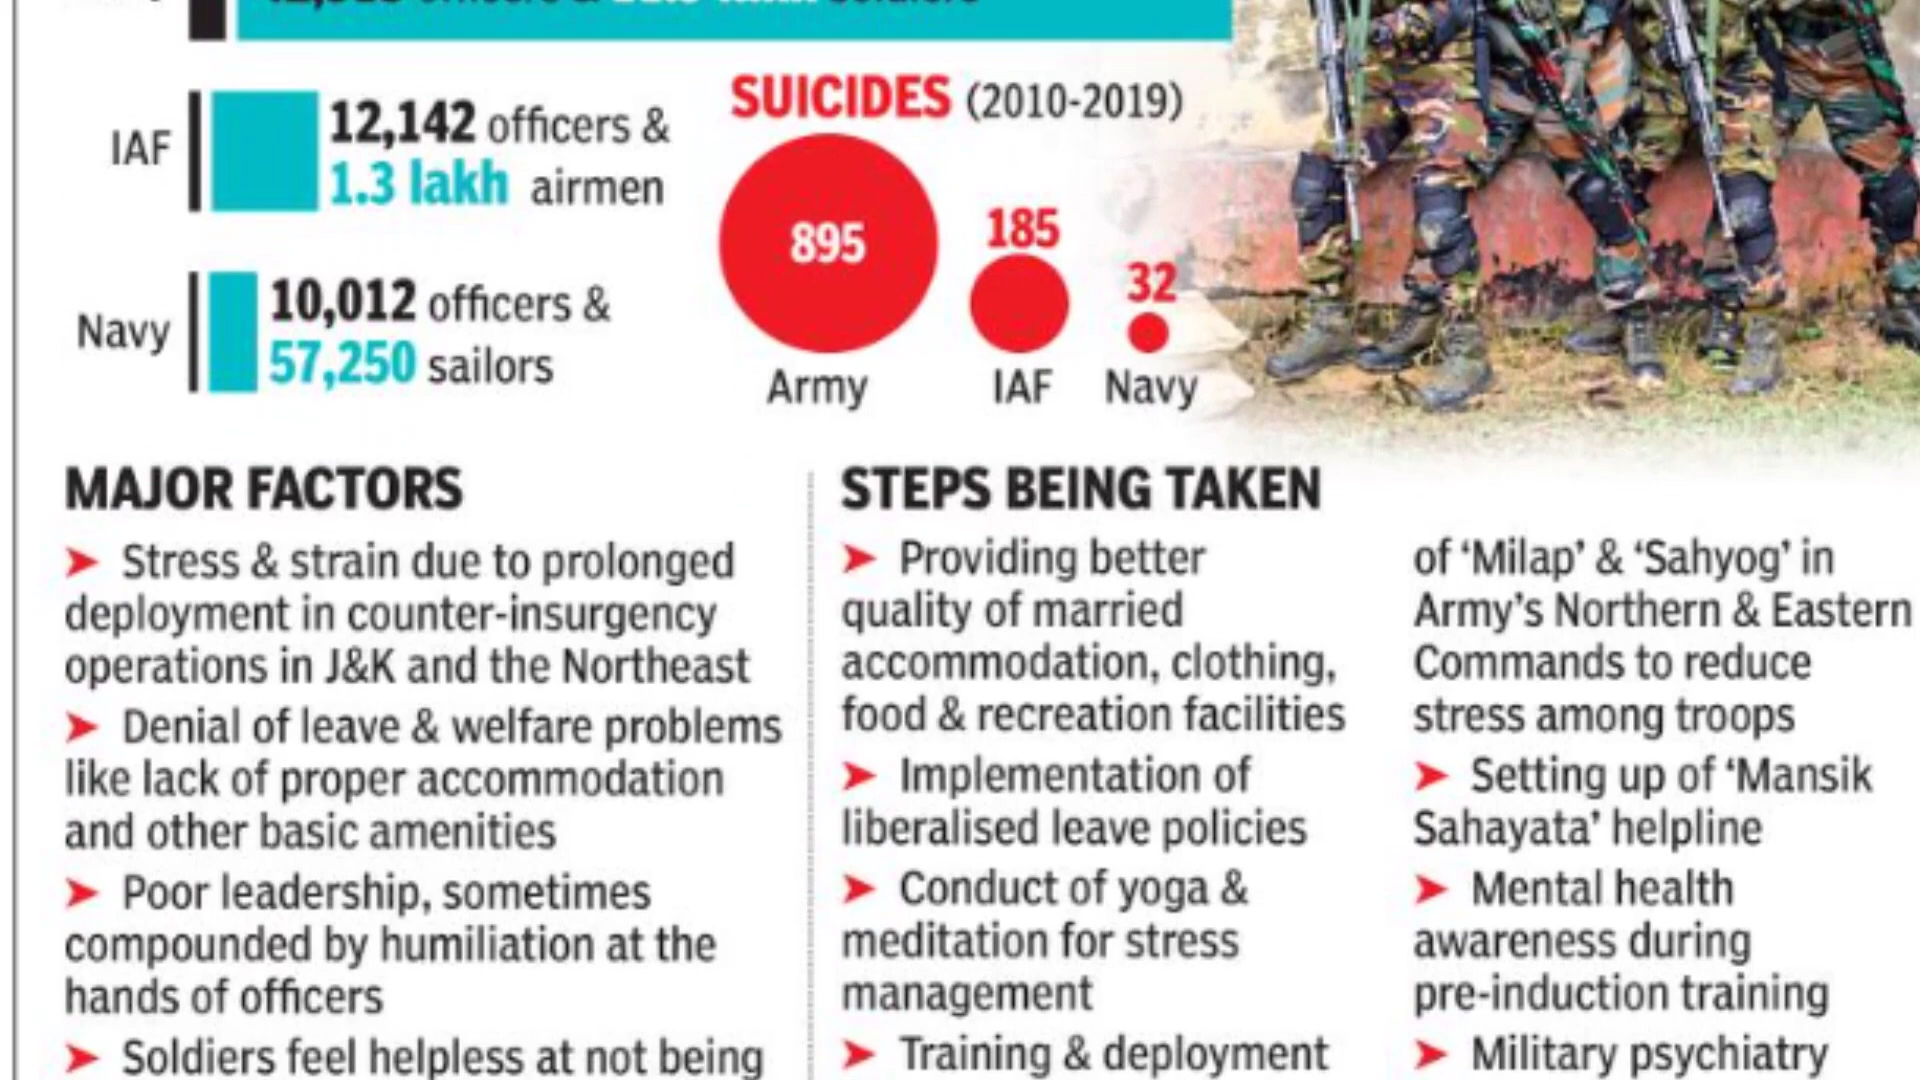 officers &
IAF
12,142 officers &
1.3 lakh airmen
Navy
10,012 officers &
57,250 sailors
SUICIDES (2010-2019)
895
185
32
Army
IAF
Navy
MAJOR FACTORS
➤ Stress & strain due to prolonged
deployment in counter-insurgency
operations in J&K and the Northeast
➤ Denial of leave & welfare problems
like lack of proper accommodation
and other basic amenities
➤ Poor leadership, sometimes
compounded by humiliation at the
hands of officers
➤ Soldiers feel helpless at not being
STEPS BEING TAKEN
➤ Providing better
quality of married
accommodation, clothing,
food & recreation facilities
➤ Implementation of
liberalised leave policies
➤ Conduct of yoga &
meditation for stress
management
➤ Training & deployment
of ‘Milap’ & ‘Sahyog’ in
Army’s Northern & Eastern
Commands to reduce
stress among troops
➤ Setting up of ‘Mansik
Sahayata’ helpline
➤ Mental health
awareness during
pre-induction training
➤ Military psychiatry